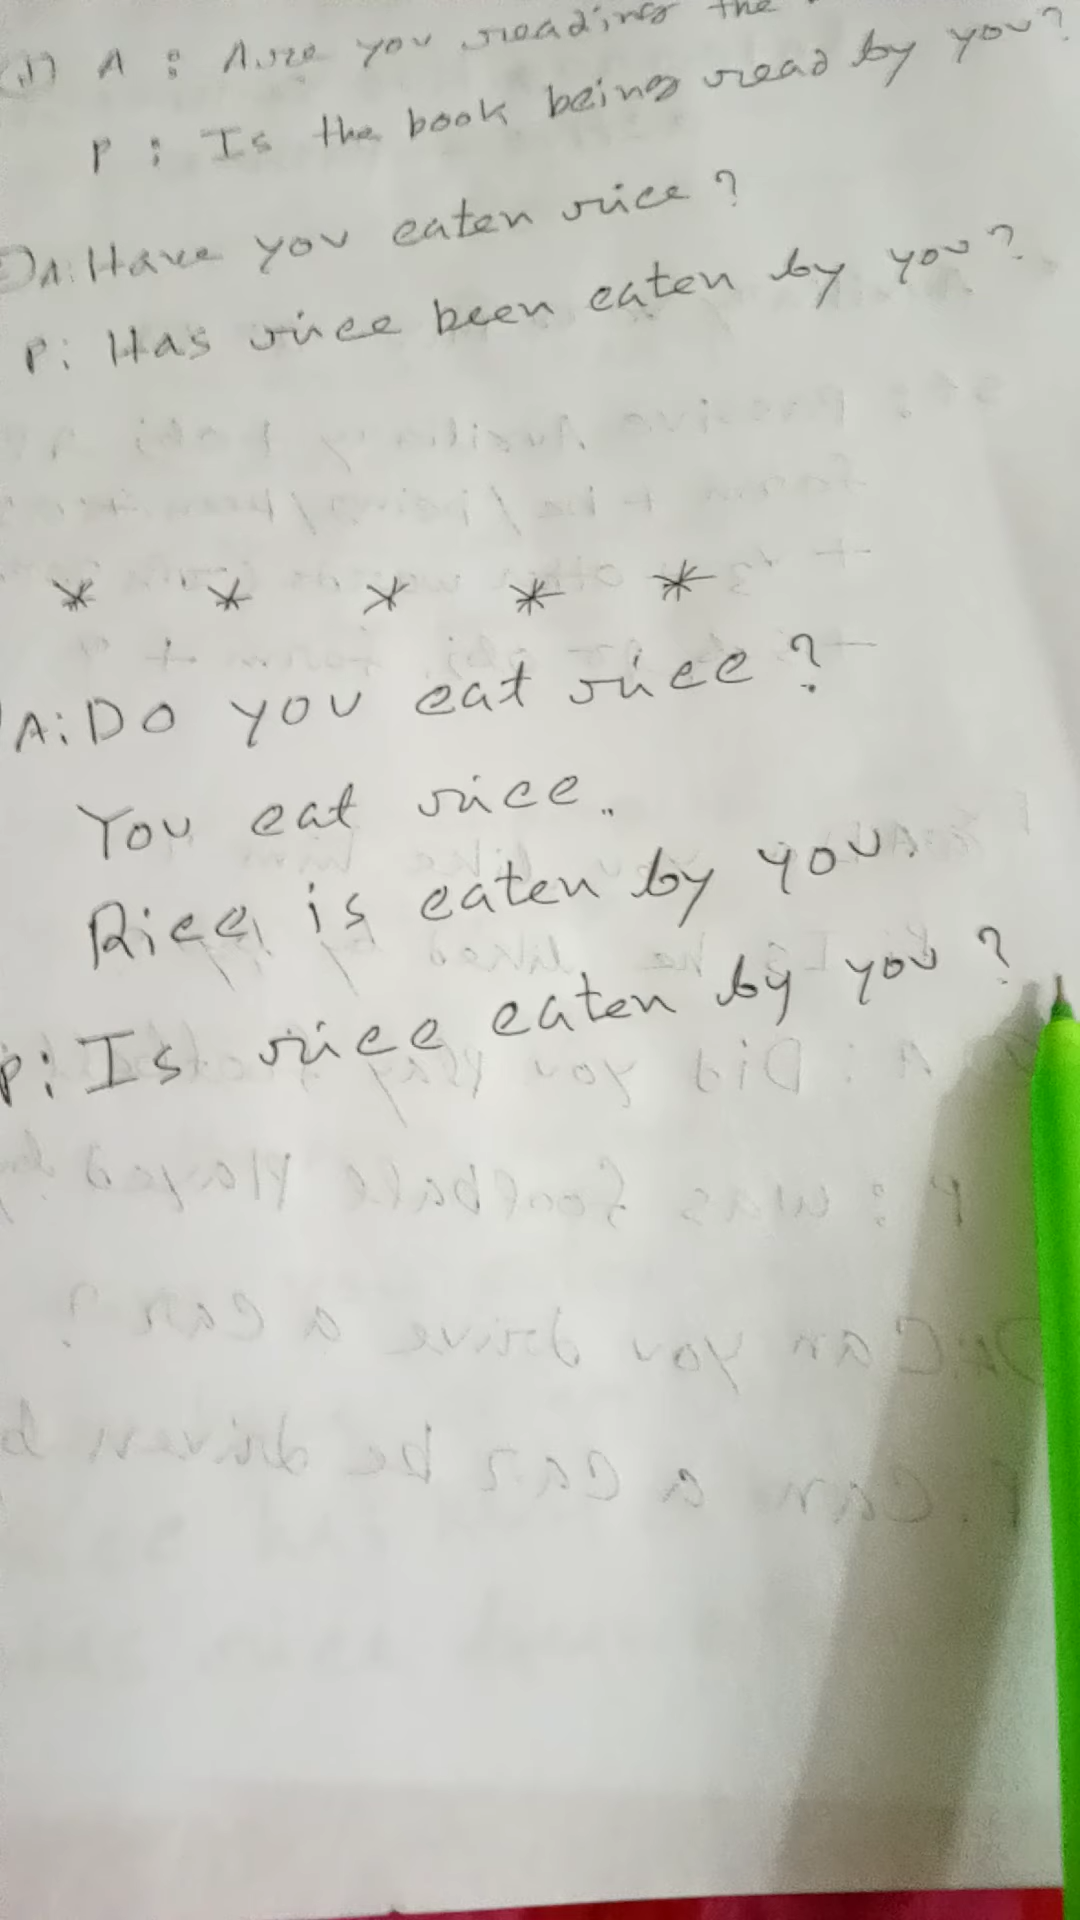 A : Are you reading the
P : Is the book being read by you?
A: Have you eaten rice ?
P: Has rice been eaten by you?
* * * * *
A: Do you eat rice ?
You eat rice.
Rice is eaten by you.
P: Is rice eaten by you ?